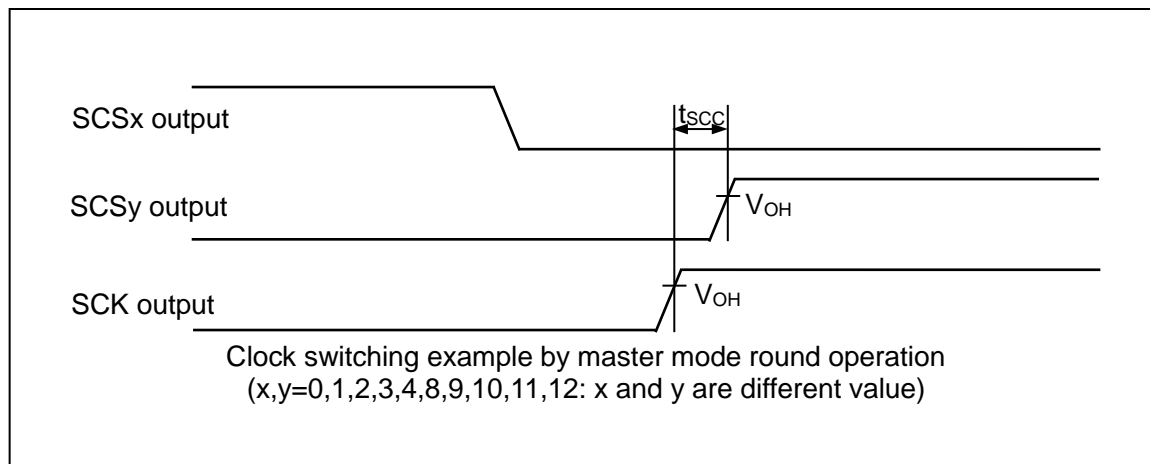 SCSx output
tSCC
SCSy output
VOH
SCK output
VOH
Clock switching example by master mode round operation
(x,y=0,1,2,3,4,8,9,10,11,12: x and y are different value)